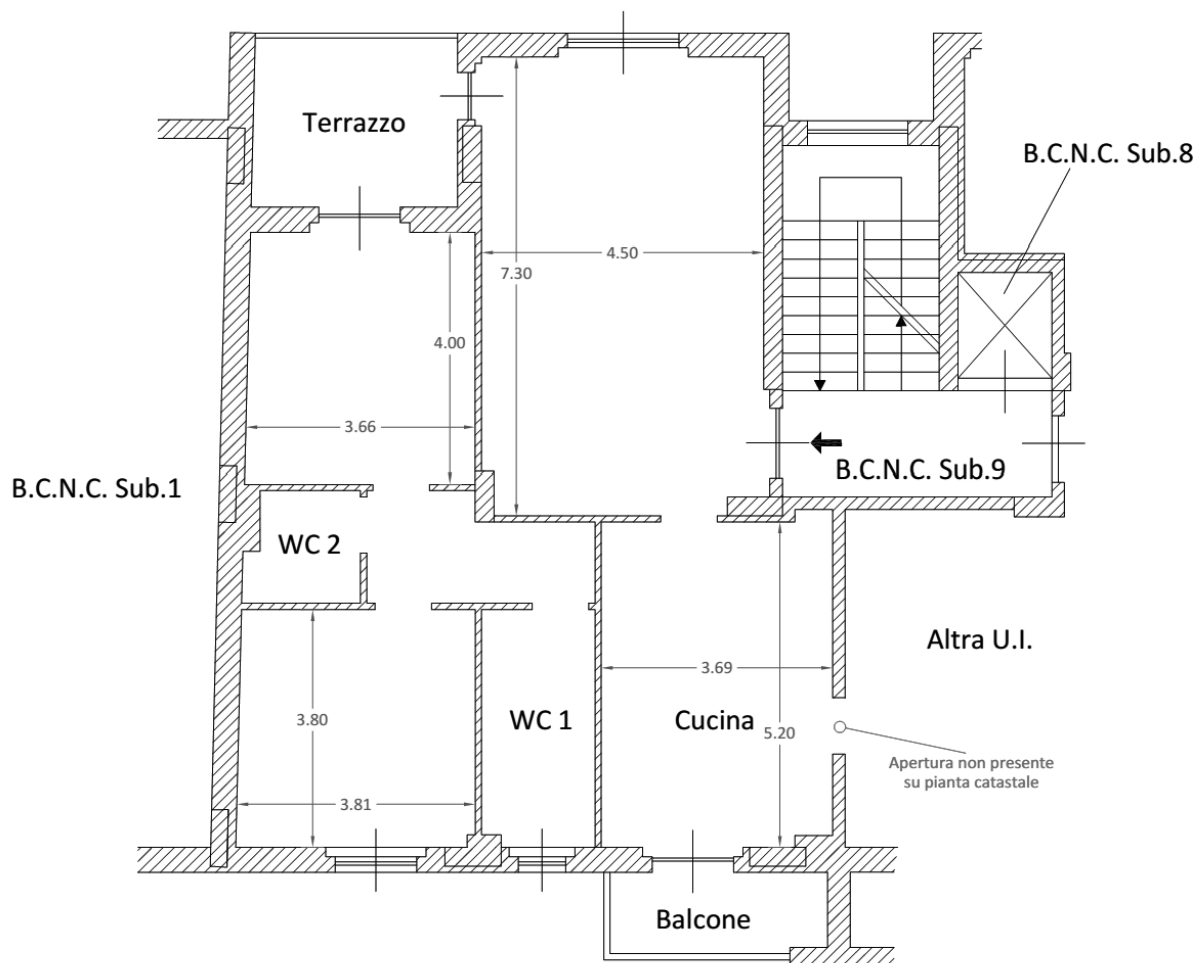 Terrazzo
B.C.N.C. Sub.8
4.50
7.30
4.00
3.66
B.C.N.C. Sub.9
B.C.N.C. Sub.1
WC 2
Altra U.I.
3.69
3.80
WC 1
Cucina
5.20
Apertura non presente
su pianta catastale
3.81
Balcone